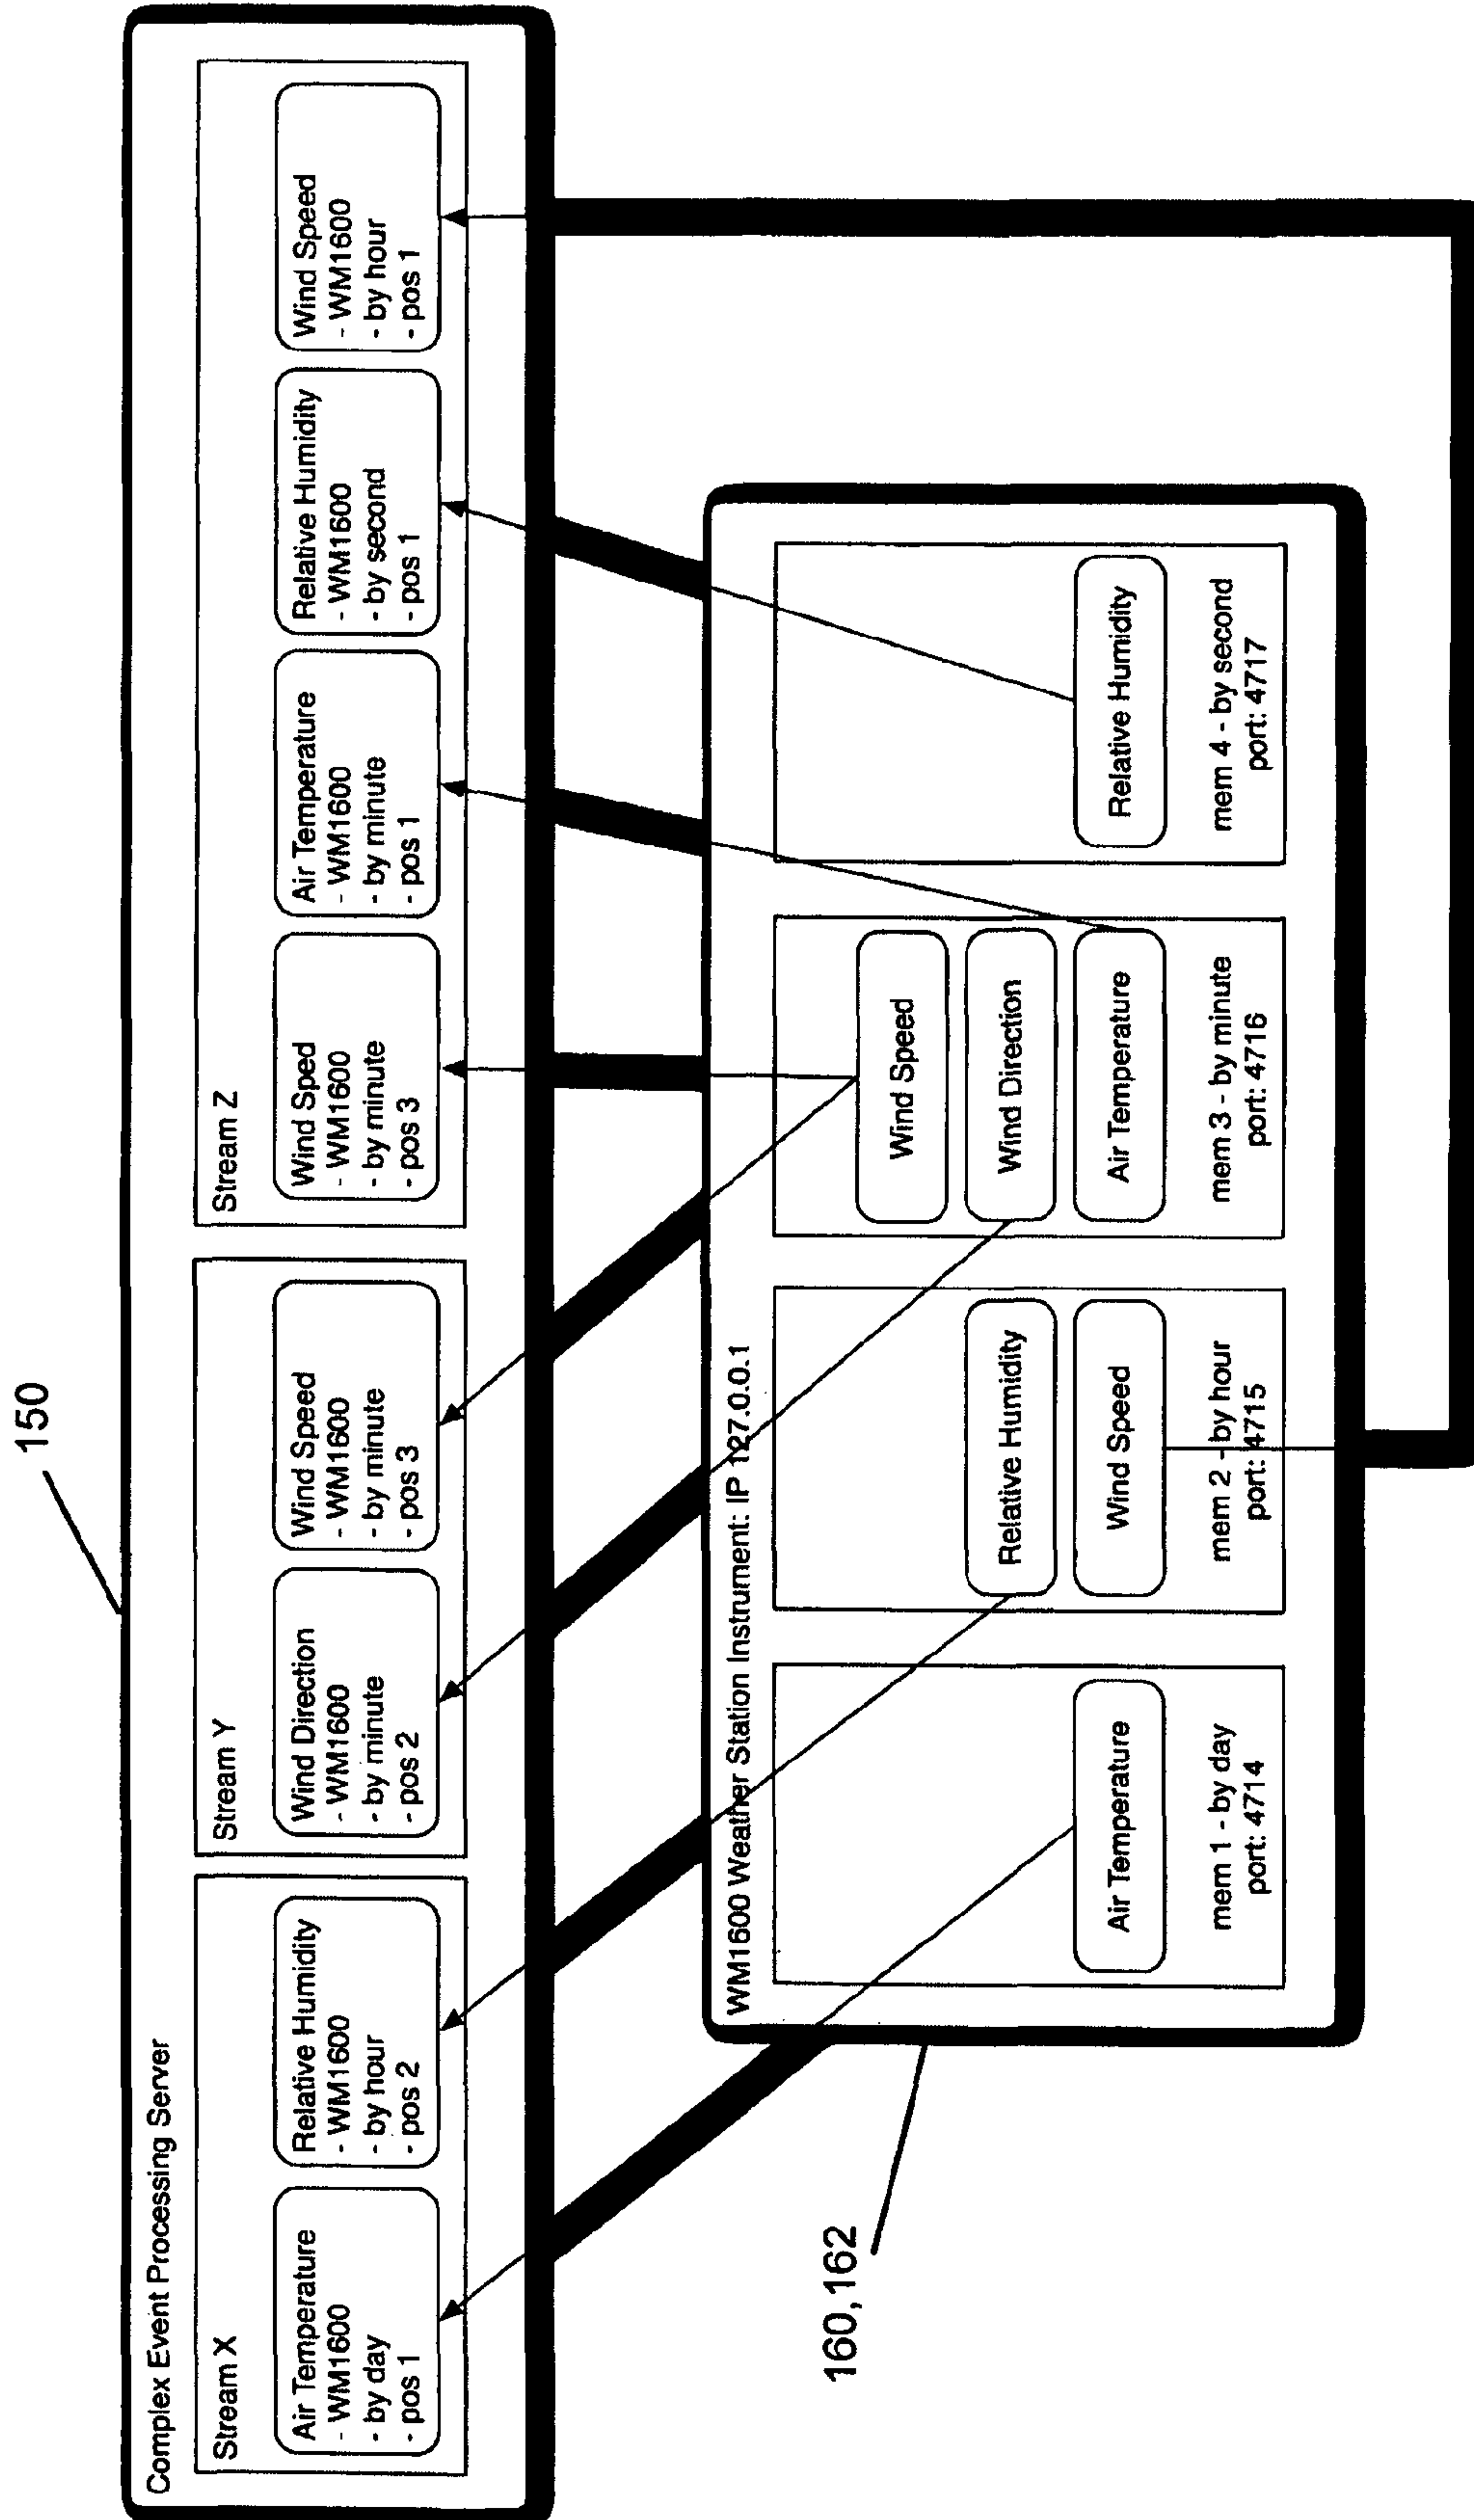 150
Complex Event Processing Server
Stream X
Air Temperature
- WM1600
- by day
- pos 1
Relative Humidity
- WM1600
- by hour
- pos 2
Stream Y
Wind Direction
- WM1600
- by minute
- pos 2
Wind Speed
- WM1600
- by minute
- pos 3
Stream Z
Wind Sped
- WM1600
- by minute
- pos 3
Air Temperature
- WM1600
- by minute
- pos 1
Relative Humidity
- WM1600
- by second
- pos 1
Wind Speed
- WM1600
- by hour
- pos 1
160,162
WM1600 Weather Station Instrument: IP 127.0.0.1
Air Temperature
mem 1 - by day
port: 4714
Relative Humidity
Wind Speed
mem 2 - by hour
port: 4715
Wind Speed
Wind Direction
Air Temperature
mem 3 - by minute
port: 4716
Relative Humidity
mem 4 - by second
port: 4717